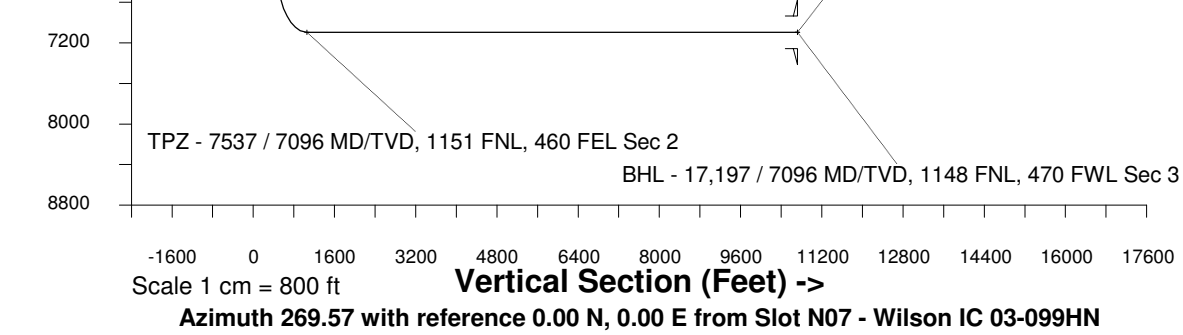 7200
8000
TPZ - 7537 / 7096 MD/TVD, 1151 FNL, 460 FEL Sec 2
BHL - 17,197 / 7096 MD/TVD, 1148 FNL, 470 FWL Sec 3
8800
-1600 0 1600 3200 4800 6400 8000 9600 11200 12800 14400 16000 17600
Scale 1 cm = 800 ft
Vertical Section (Feet) ->
Azimuth 269.57 with reference 0.00 N, 0.00 E from Slot N07 - Wilson IC 03-099HN